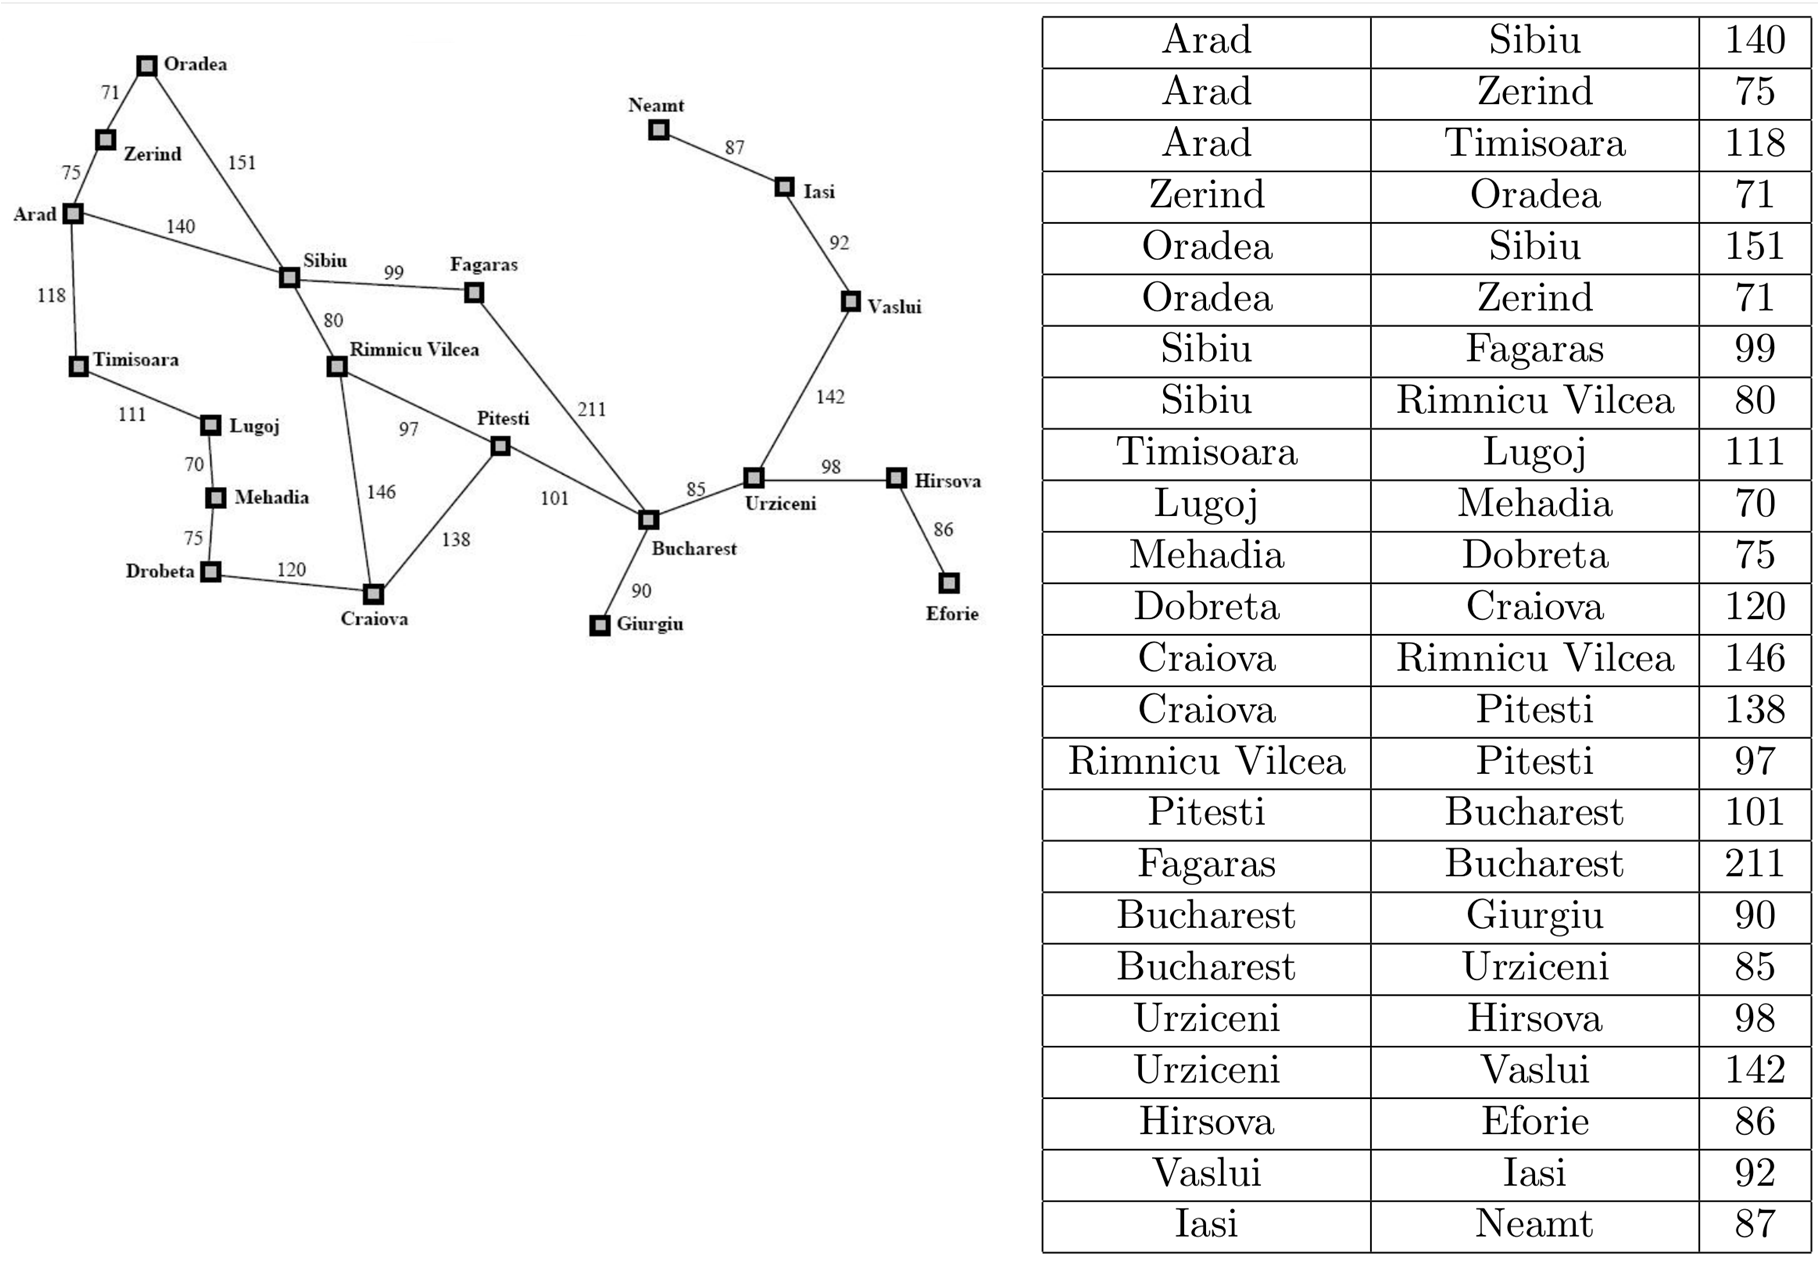 Oradea
71
Neamt
87
Zerind
151
75
Iasi
Arad
140
92
Sibiu
Fagaras
99
118
Vaslui
80
Rimnicu Vilcea
Timisoara
142
211
111
Pitesti
97
Lugoj
70
98
Hirsova
146
85
Mehadia
101
Urziceni
86
75
138
Bucharest
Drobeta
120
90
Craiova
Eforie
Giurgiu
Arad Sibiu 140
Arad Zerind 75
Arad Timisoara 118
Zerind Oradea 71
Oradea Sibiu 151
Oradea Zerind 71
Sibiu Fagaras 99
Sibiu Rimnicu Vilcea 80
Timisoara Lugoj 111
Lugoj Mehadia 70
Mehadia Dobreta 75
Dobreta Craiova 120
Craiova Rimnicu Vilcea 146
Craiova Pitesti 138
Rimnicu Vilcea Pitesti 97
Pitesti Bucharest 101
Fagaras Bucharest 211
Bucharest Giurgiu 90
Bucharest Urziceni 85
Urziceni Hirsova 98
Urziceni Vaslui 142
Hirsova Eforie 86
Vaslui Iasi 92
Iasi Neamt 87